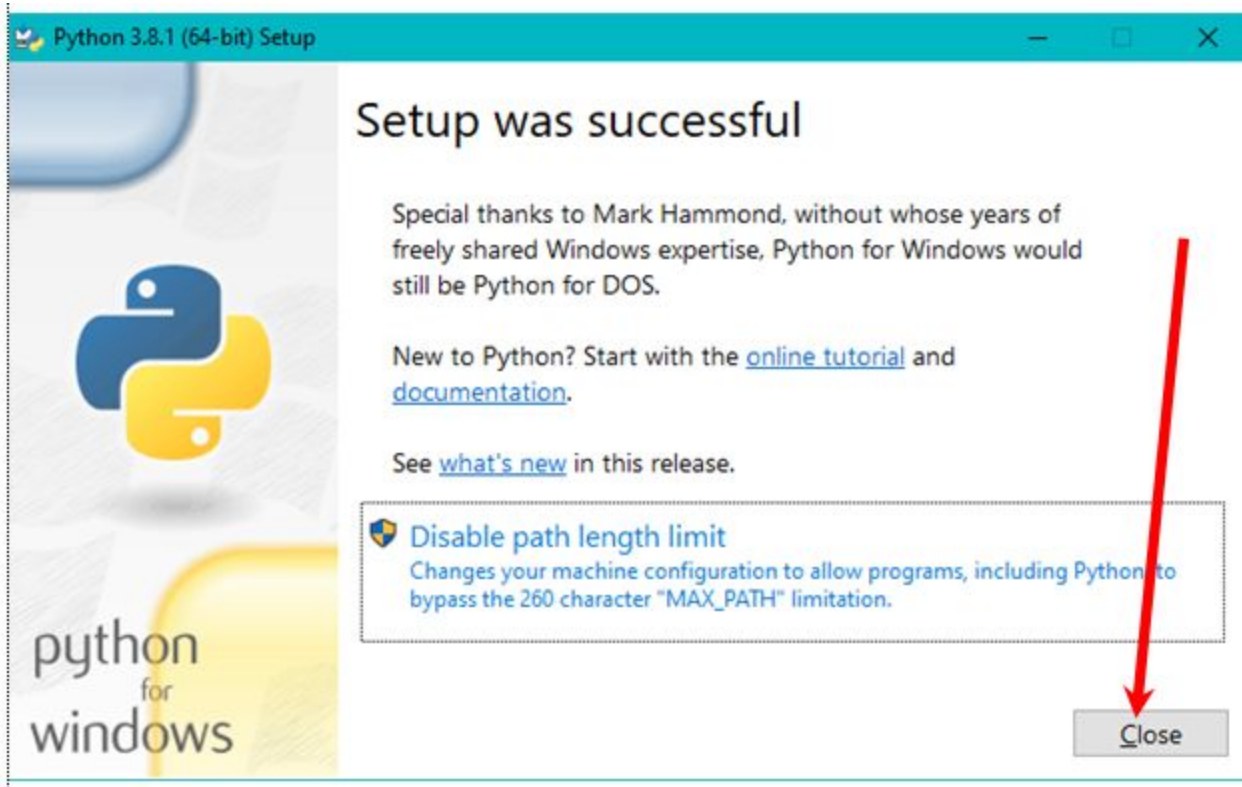 Python 3.8.1 (64-bit) Setup
Setup was successful
Special thanks to Mark Hammond, without whose years of
freely shared Windows expertise, Python for Windows would
still be Python for DOS.
New to Python? Start with the online tutorial and
documentation.
See what's new in this release.
Disable path length limit
Changes your machine configuration to allow programs, including Python, to
bypass the 260 character "MAX_PATH" limitation.
python
for
windows
Close